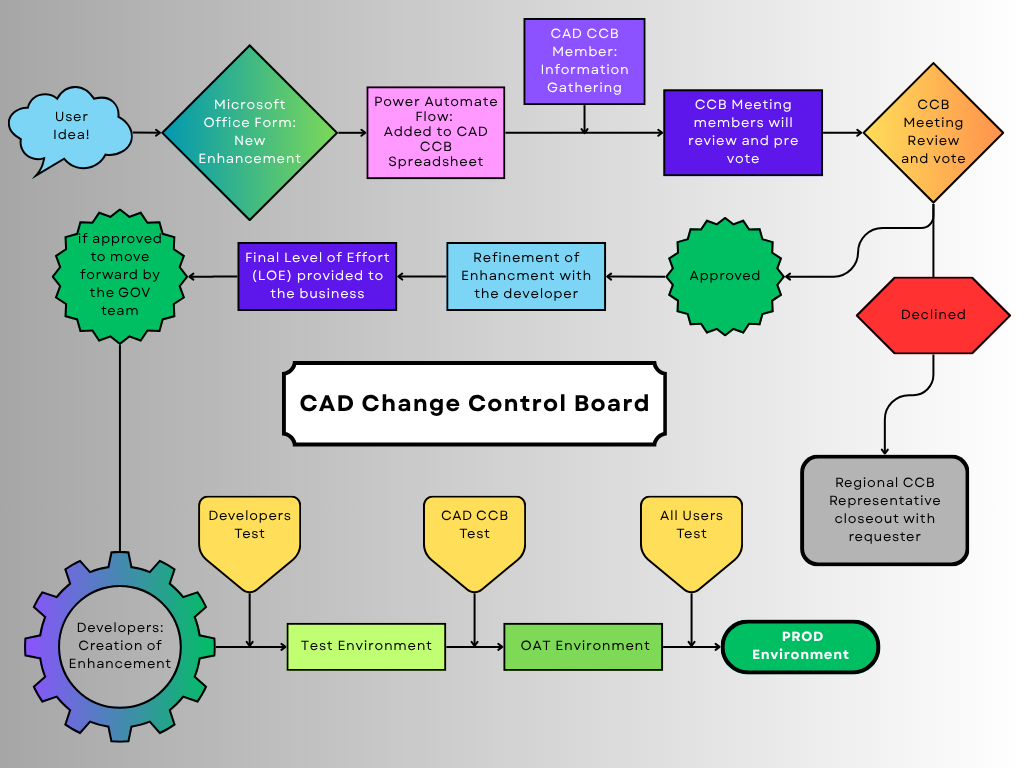 User
Idea!
Microsoft
Office Form:
New
Enhancement
Power Automate
Flow:
Added to CAD
CCB
Spreadsheet
CAD CCB
Member:
Information
Gathering
CCB Meeting
members will
review and pre
vote
CCB
Meeting
Review
and vote
if approved
to move
forward by
the GOV
team
Final Level of Effort
(LOE) provided to
the business
Refinement of
Enhancment with
the developer
Approved
Declined
CAD Change Control Board
Regional CCB
Representative
closeout with
requester
Developers
Test
CAD CCB
Test
All Users
Test
Developers:
Creation of
Enhancement
Test Environment
OAT Environment
PROD
Environment